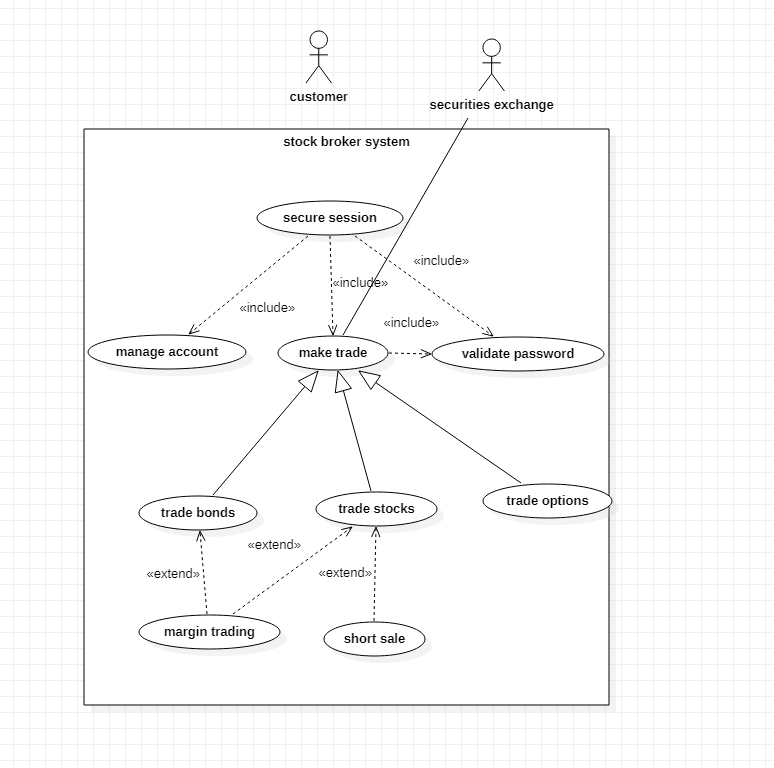 customer
securities exchange
stock broker system
secure session
«include»
«include»
«include»
«include»
manage account
make trade
validate password
trade bonds
trade stocks
trade options
«extend»
«extend»
«extend»
margin trading
short sale